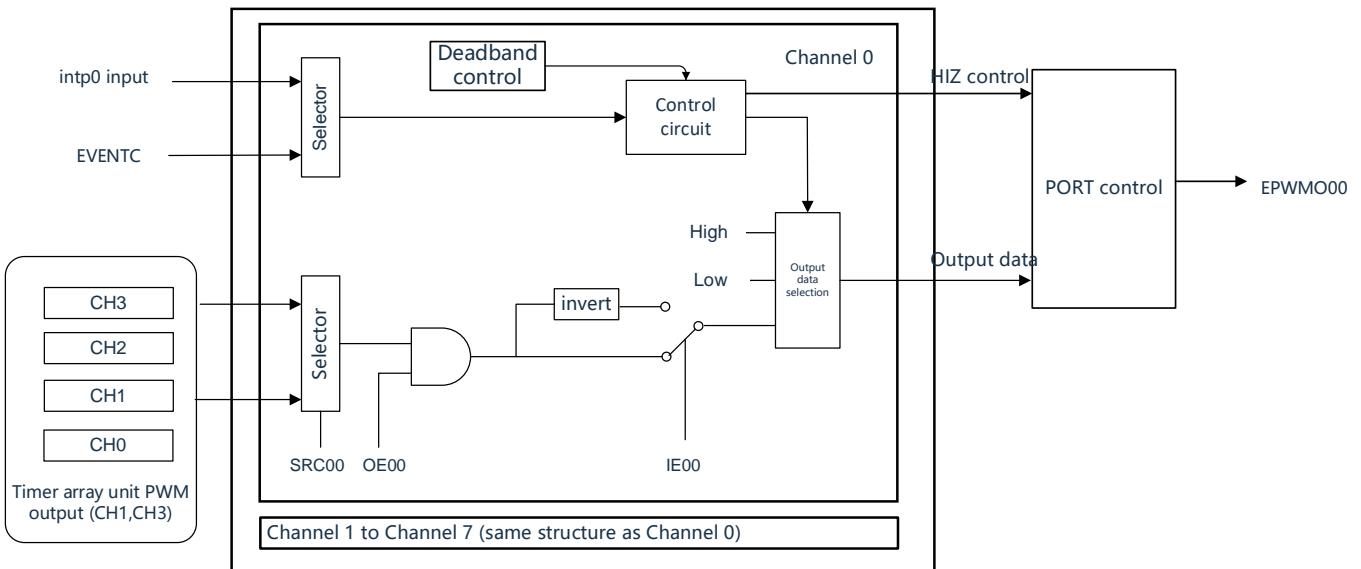 Deadband
control
Channel 0
intp0 input
Selector
Control
circuit
HIZ control
EVENTC
PORT control
EPWMO00
High
Low
Output
data
selection
Output data
CH3
CH2
CH1
CH0
Timer array unit PWM
output (CH1,CH3)
Selector
invert
SRC00
OE00
IE00
Channel 1 to Channel 7 (same structure as Channel 0)